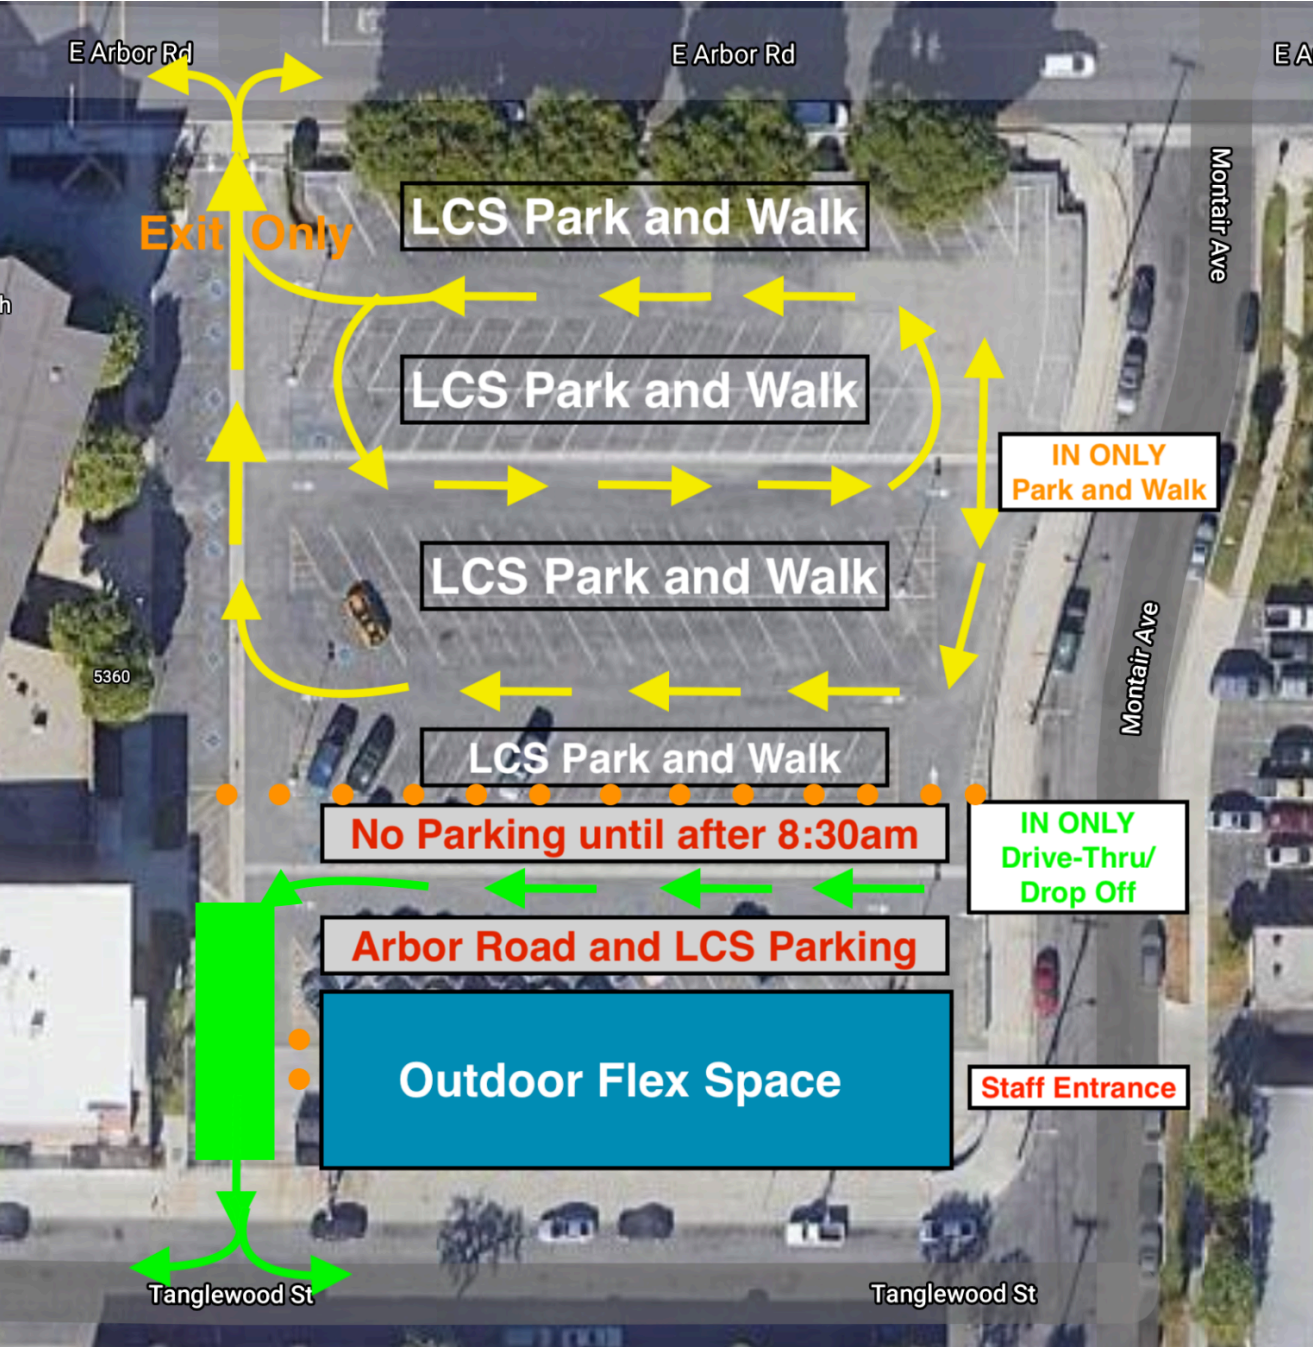 E Arbor Rd
E Arbor Rd
E A
Montair Ave
Exit Only
LCS Park and Walk
h
LCS Park and Walk
IN ONLY
Park and Walk
LCS Park and Walk
5360
Montair Ave
LCS Park and Walk
No Parking until after 8:30am
IN ONLY
Drive-Thru/
Drop Off
Arbor Road and LCS Parking
Outdoor Flex Space
Staff Entrance
Tanglewood St
Tanglewood St